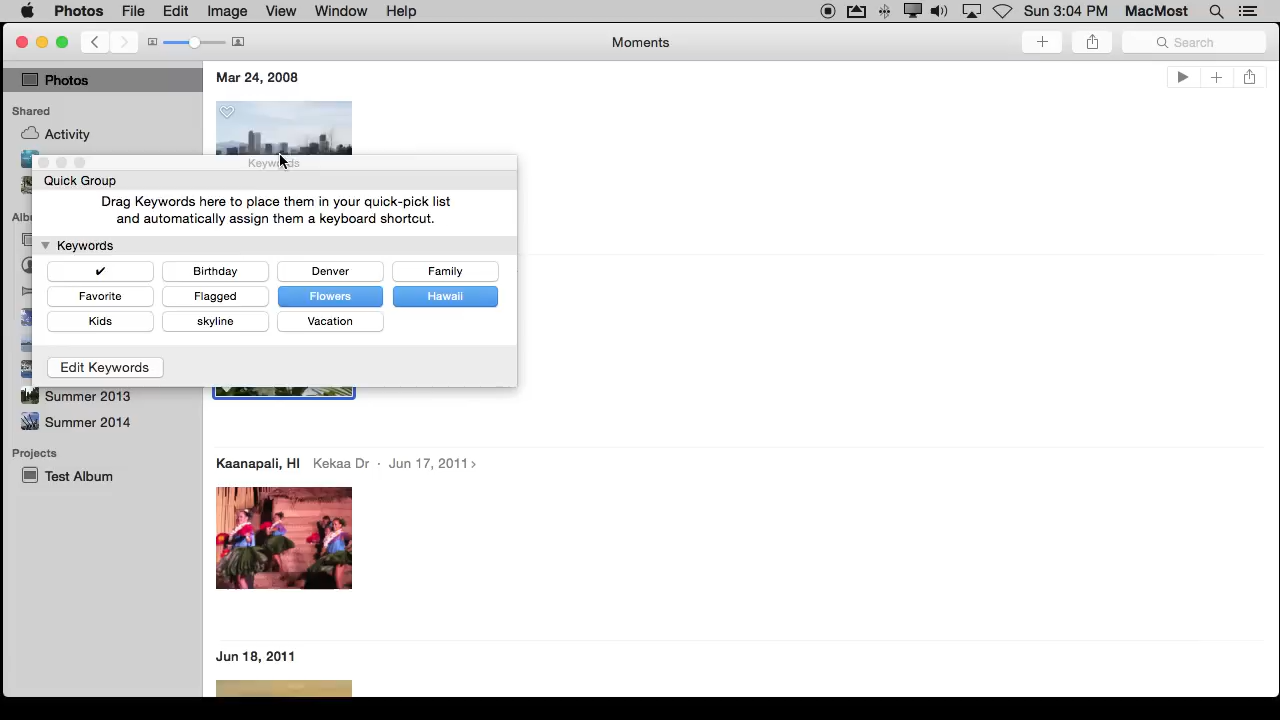 Photos File Edit Image View Window Help Sun 3:04 PM MacMost
Moments
Search
Photos
Shared
Activity
Albu
Summer 2013
Summer 2014
Projects
Test Album
Mar 24, 2008
Keywords
Quick Group
Drag Keywords here to place them in your quick-pick list
and automatically assign them a keyboard shortcut.
Keywords
✔ Birthday Denver Family
Favorite Flagged Flowers Hawaii
Kids skyline Vacation
Edit Keywords
Kaanapali, HI Kekaa Dr · Jun 17, 2011 ›
Jun 18, 2011